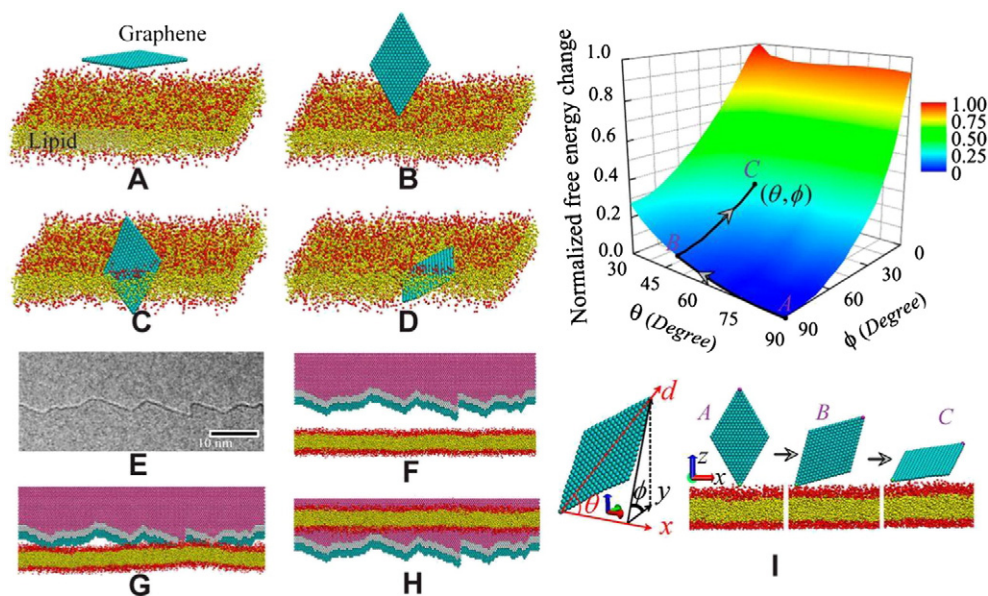 Graphene
Lipid
A
B
C
D
10 nm
E
F
G
H
Normalized free energy change
1.0
0.8
0.6
0.4
0.2
0.0
30
45
60
75
90
θ (Degree)
90
60
30
0
ϕ (Degree)
A
B
C
(θ, ϕ)
1.00
0.75
0.50
0.25
0
d
θ
ϕ
y
x
A
B
C
z
x
I